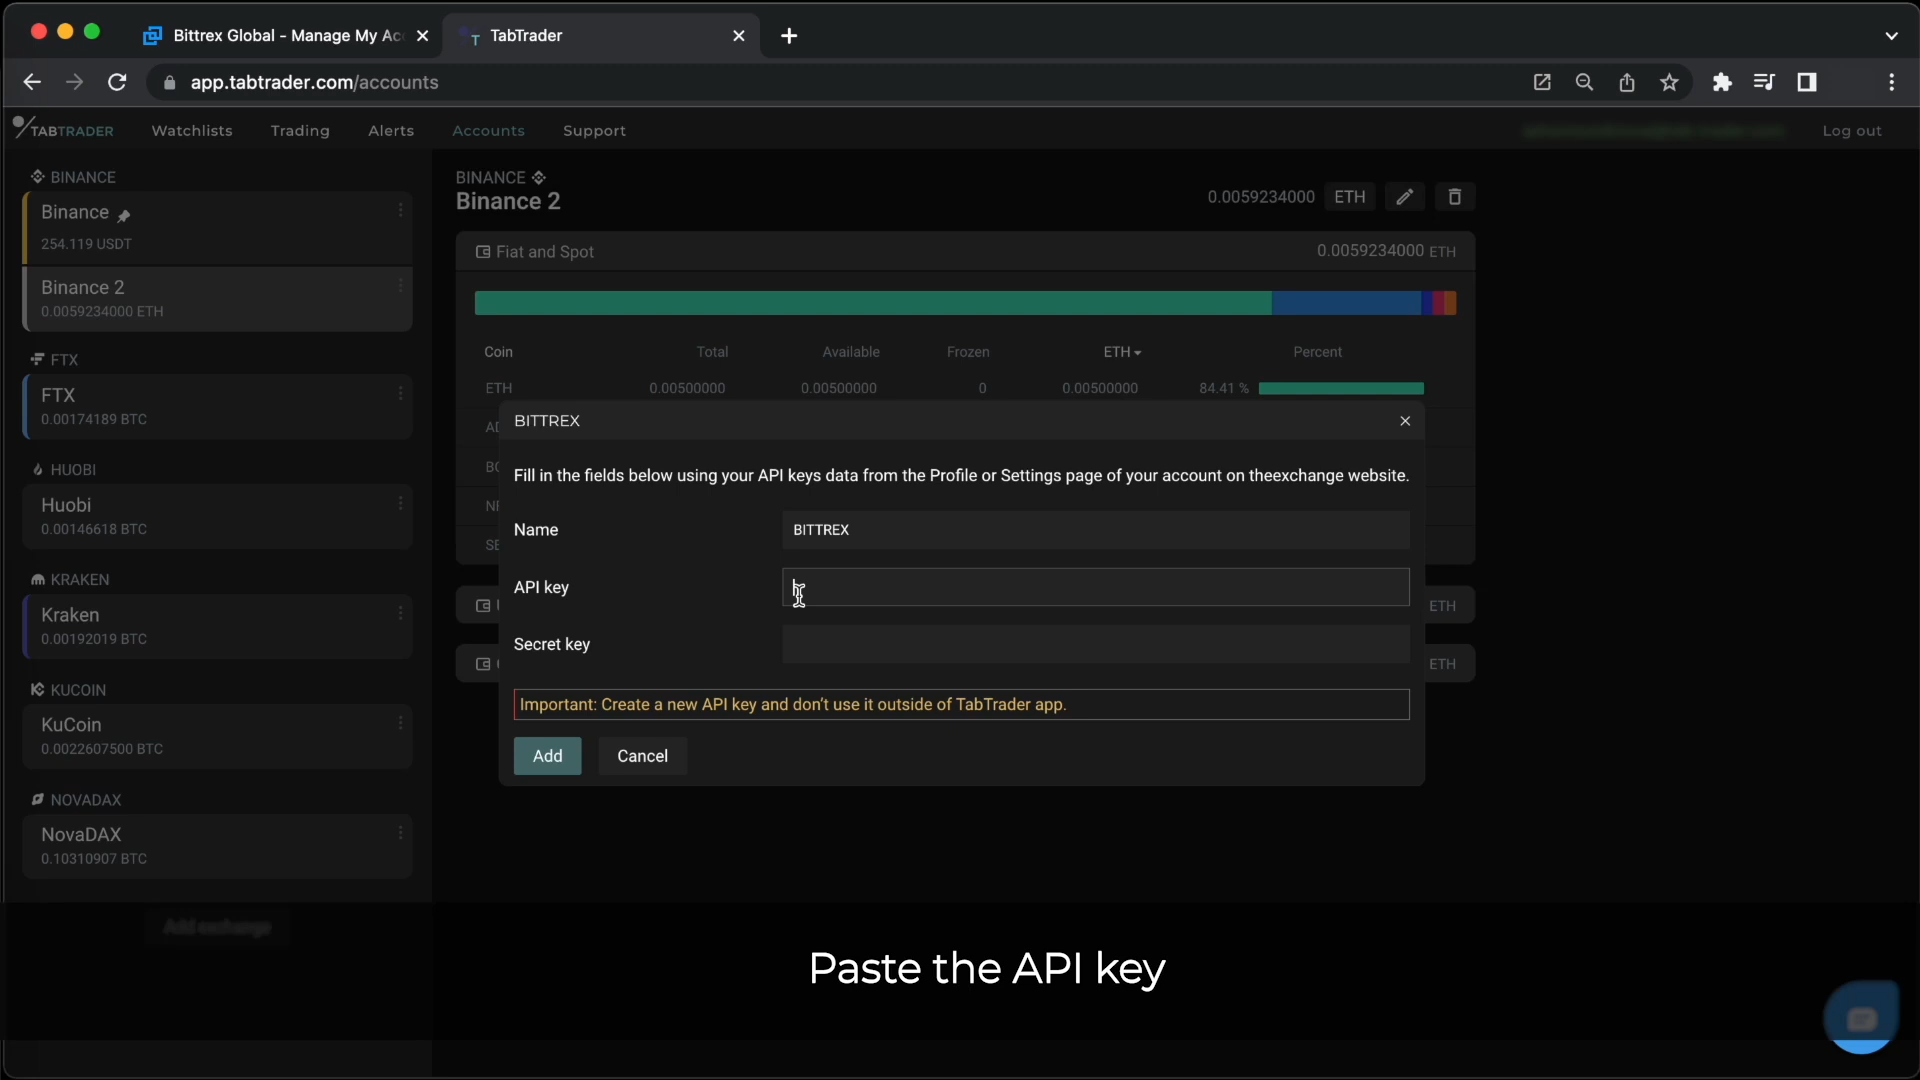 Bittrex Global - Manage My Acc
TabTrader
app.tabtrader.com/accounts
TABTRADER
Watchlists
Trading
Alerts
Accounts
Support
Log out
BINANCE
Binance
254.119 USDT
Binance 2
0.0059234000 ETH
FTX
FTX
0.00174189 BTC
HUOBI
Huobi
0.00146618 BTC
KRAKEN
Kraken
0.00192019 BTC
KUCOIN
KuCoin
0.0022607500 BTC
NOVADAX
NovaDAX
0.10310907 BTC
Add exchange
BINANCE
Binance 2
0.0059234000 ETH
Fiat and Spot
0.0059234000 ETH
Coin Total Available Frozen ETH Percent
ETH 0.00500000 0.00500000 0 0.00500000 84.41 %
BITTREX
Fill in the fields below using your API keys data from the Profile or Settings page of your account on theexchange website.
Name
BITTREX
API key
Secret key
Important: Create a new API key and don't use it outside of TabTrader app.
Add
Cancel
ETH
ETH
Paste the API key